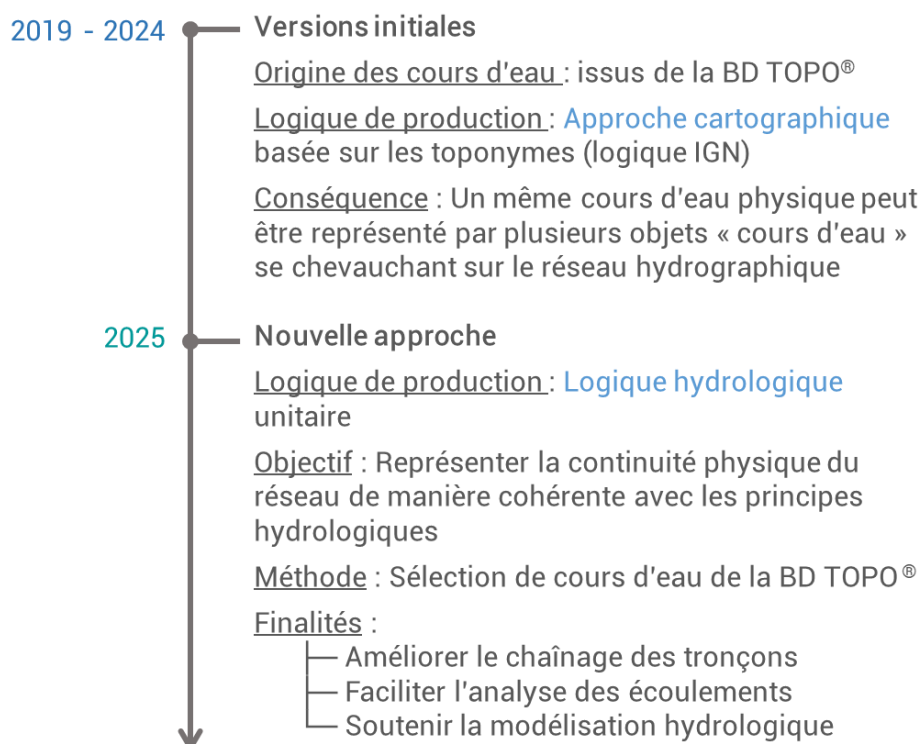 2019 - 2024
Versions initiales
Origine des cours d'eau : issus de la BD TOPO®
Logique de production : Approche cartographique
basée sur les toponymes (logique IGN)
Conséquence : Un même cours d'eau physique peut
être représenté par plusieurs objets « cours d'eau »
se chevauchant sur le réseau hydrographique
2025
Nouvelle approche
Logique de production : Logique hydrologique
unitaire
Objectif : Représenter la continuité physique du
réseau de manière cohérente avec les principes
hydrologiques
Méthode : Sélection de cours d'eau de la BD TOPO®
Finalités :
Améliorer le chaînage des tronçons
Faciliter l'analyse des écoulements
Soutenir la modélisation hydrologique